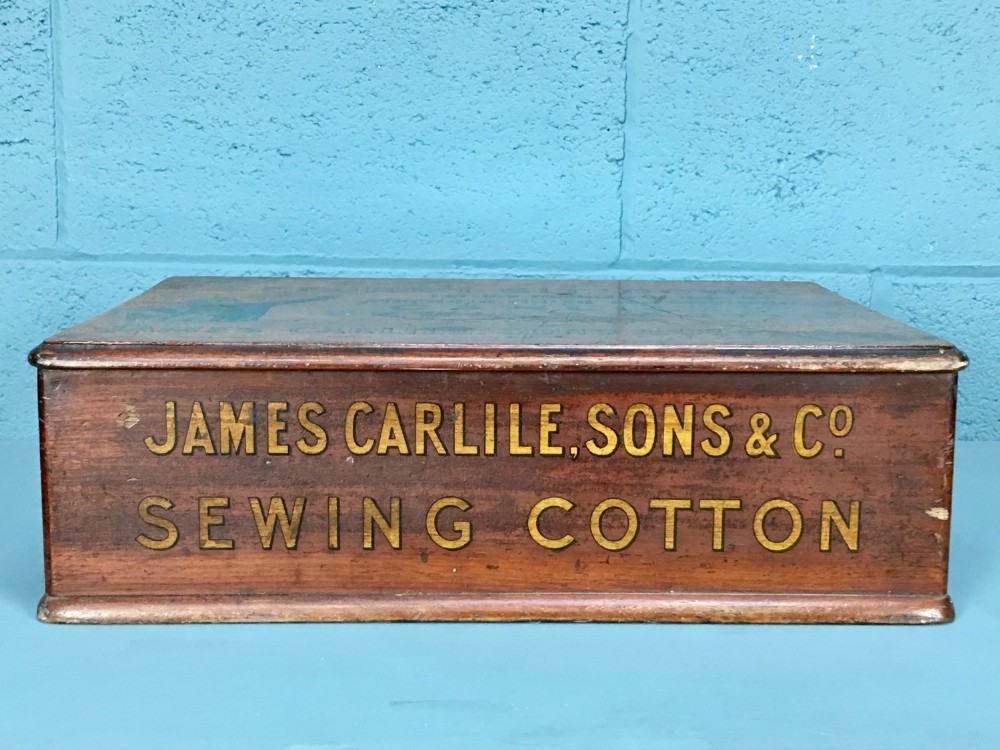 JAMES CARLILE, SONS & Cº.
SEWING COTTON